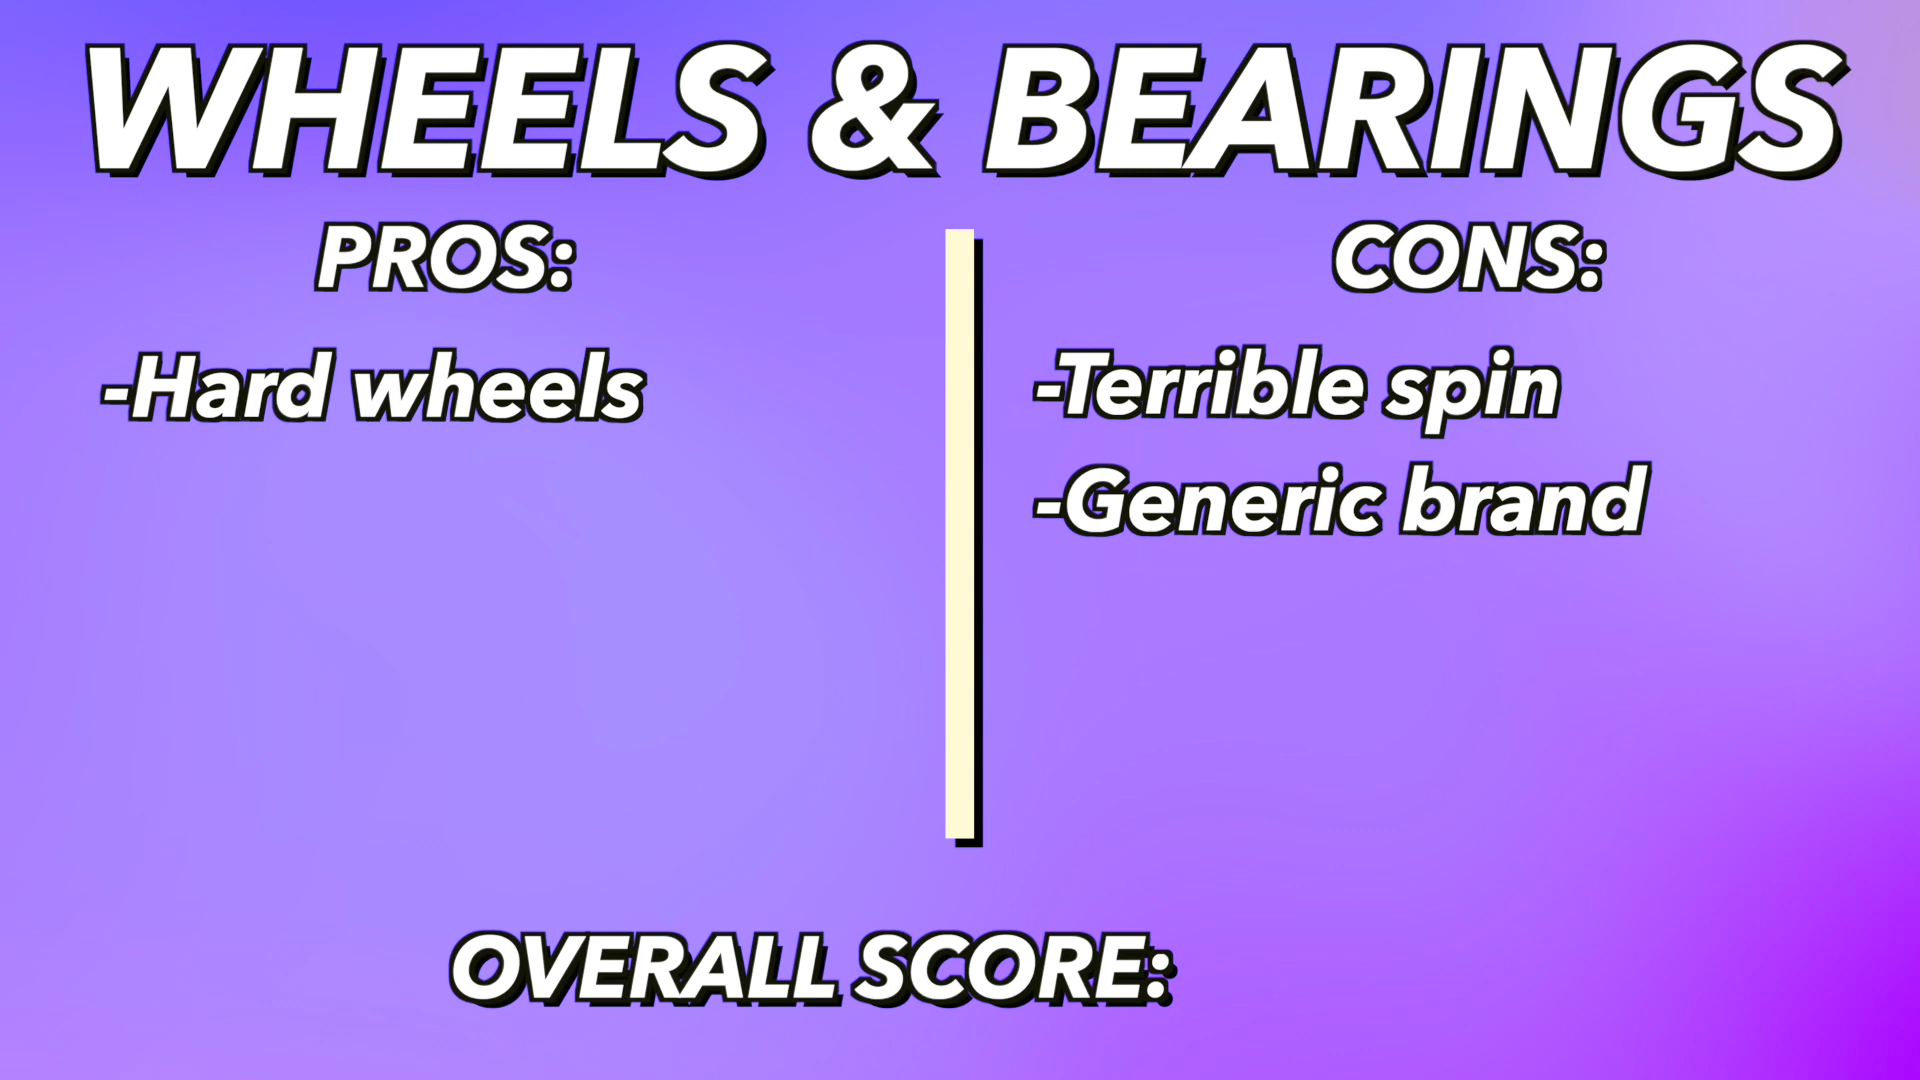 WHEELS & BEARINGS
PROS:
-Hard wheels
CONS:
-Terrible spin
-Generic brand
OVERALL SCORE: